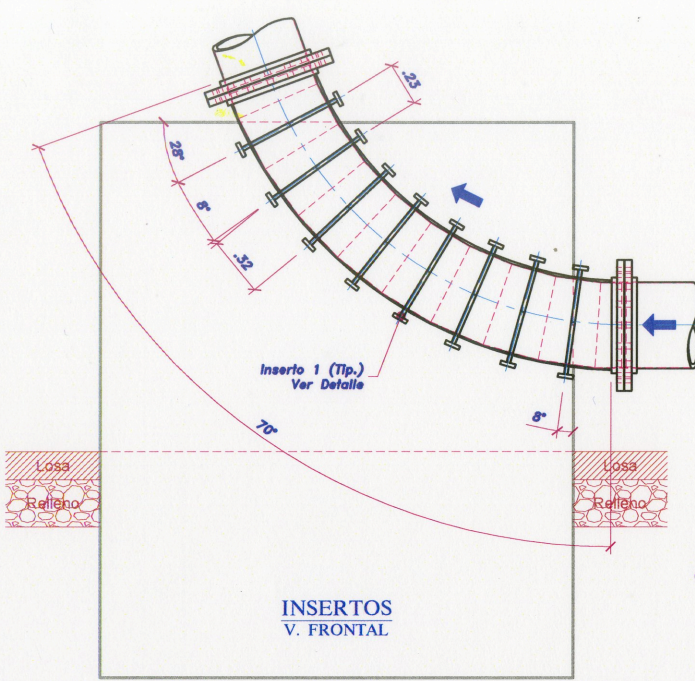 .23
28°
8°
.32
Inserto 1 (Tip.)
Ver Detalle
8°
70°
Losa
Losa
Relleno
Relleno
INSERTOS
V. FRONTAL